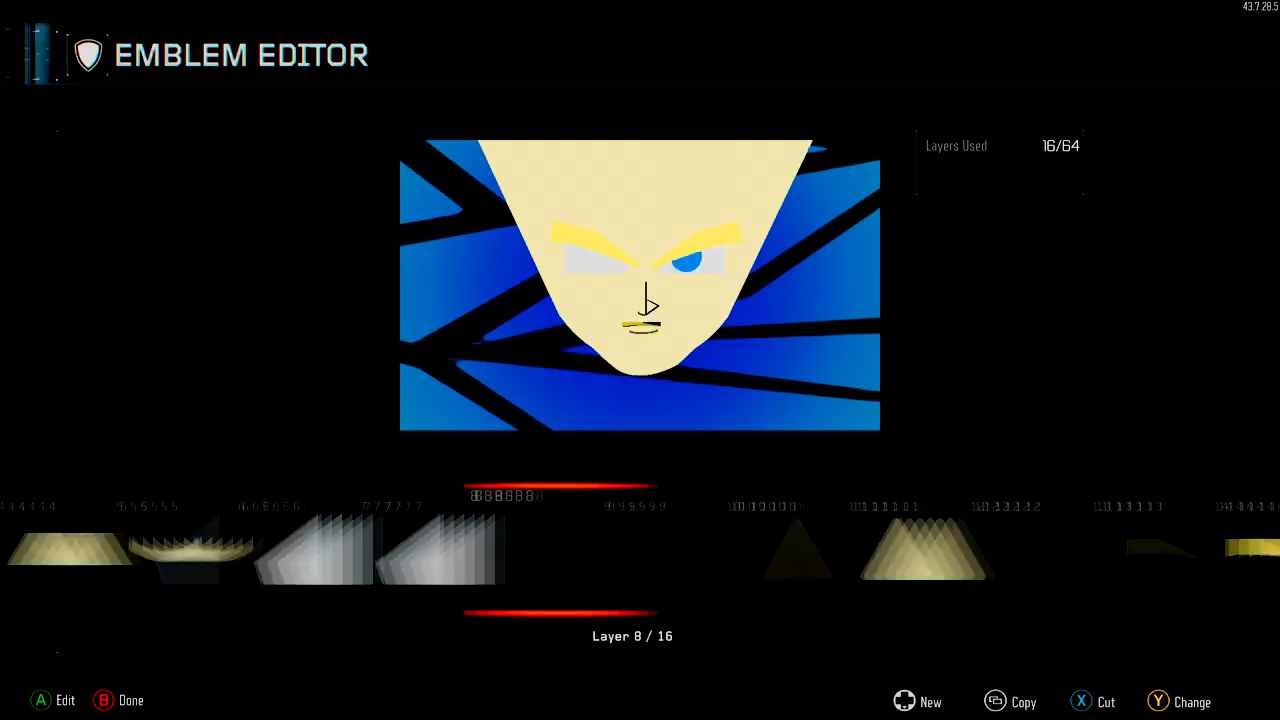 43.7.28.5
EMBLEM EDITOR
Layers Used 16/64
Layer 8 / 16
A Edit B Done New Copy X Cut Y Change